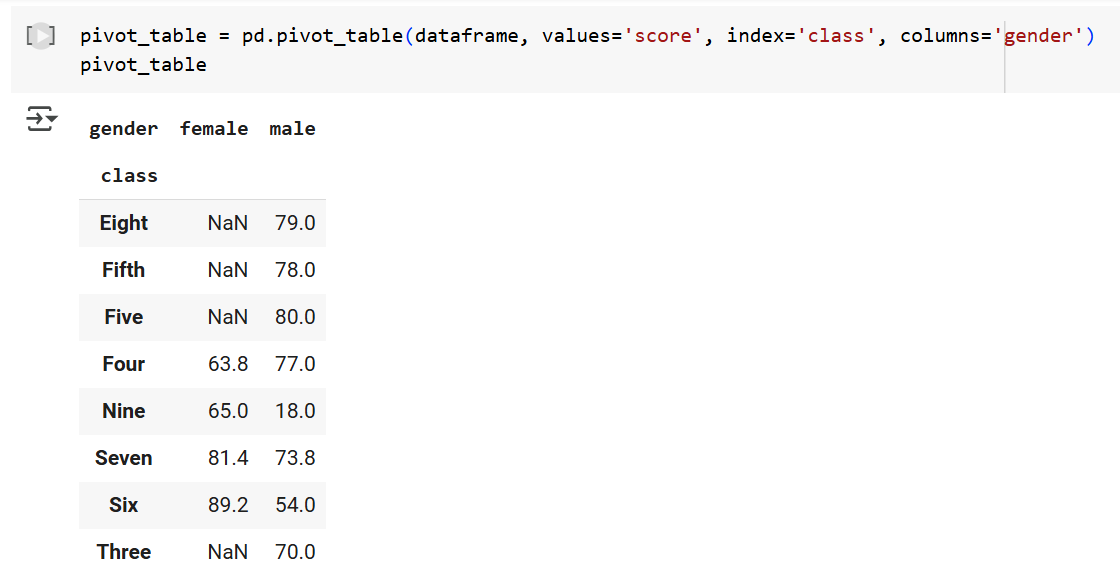 [ ] pivot_table = pd.pivot_table(dataframe, values='score', index='class', columns='gender')
pivot_table
gender female male
class
Eight NaN 79.0
Fifth NaN 78.0
Five NaN 80.0
Four 63.8 77.0
Nine 65.0 18.0
Seven 81.4 73.8
Six 89.2 54.0
Three NaN 70.0